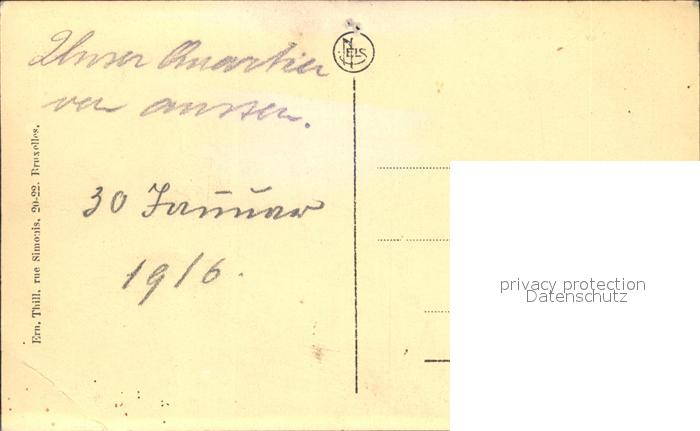 Unser Quartier
von aussen.
30 Januar
1916.
Ern. Thill, rue Simonis, 20-22, Bruxelles.
NELS
privacy protection
Datenschutz